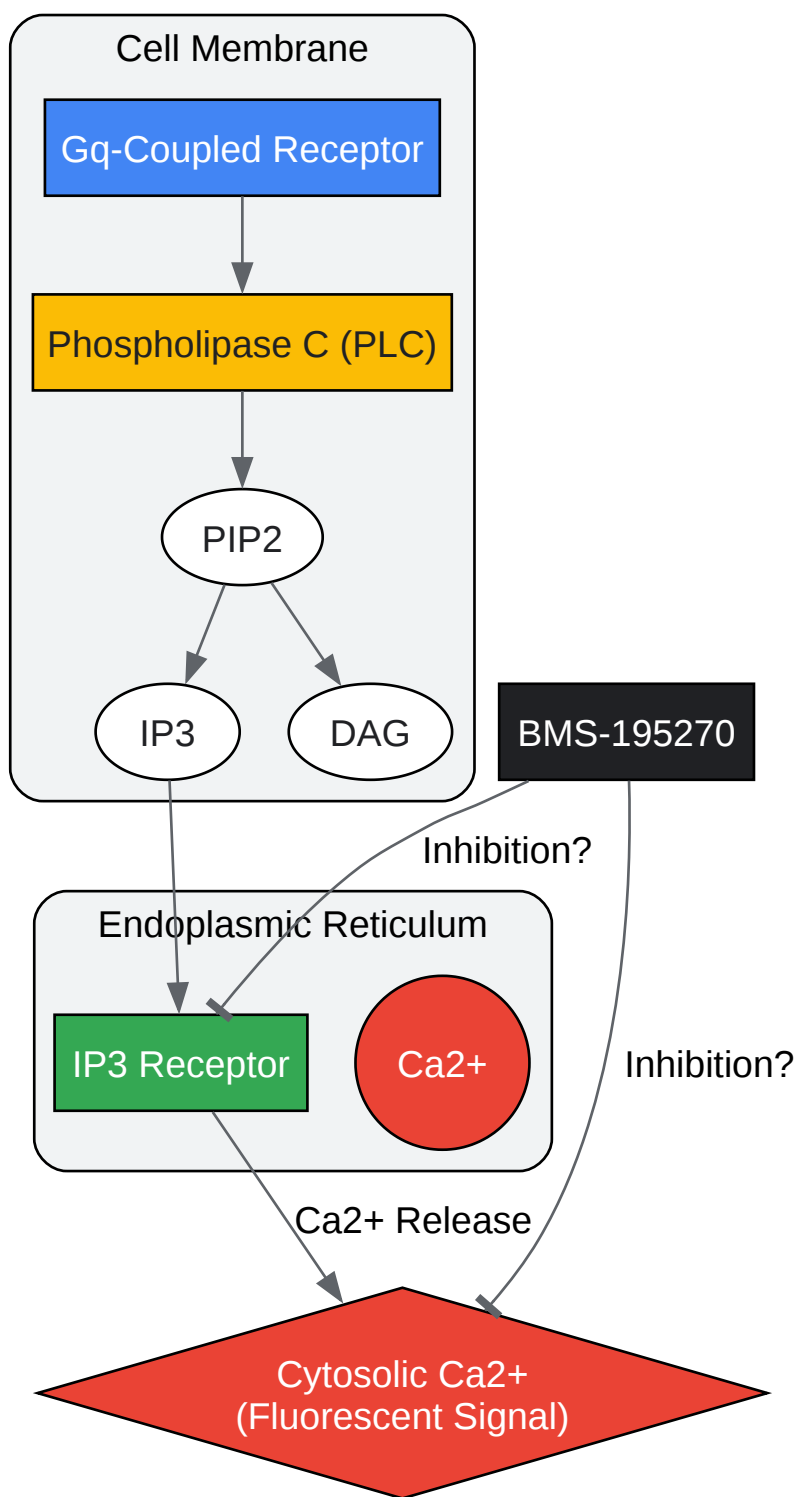 Cell Membrane
Gq-Coupled Receptor
Phospholipase C (PLC)
PIP2
IP3
DAG
BMS-195270
Inhibition?
Endoplasmic Reticulum
IP3 Receptor
Ca2+
Inhibition?
Ca2+ Release
Cytosolic Ca2+
(Fluorescent Signal)